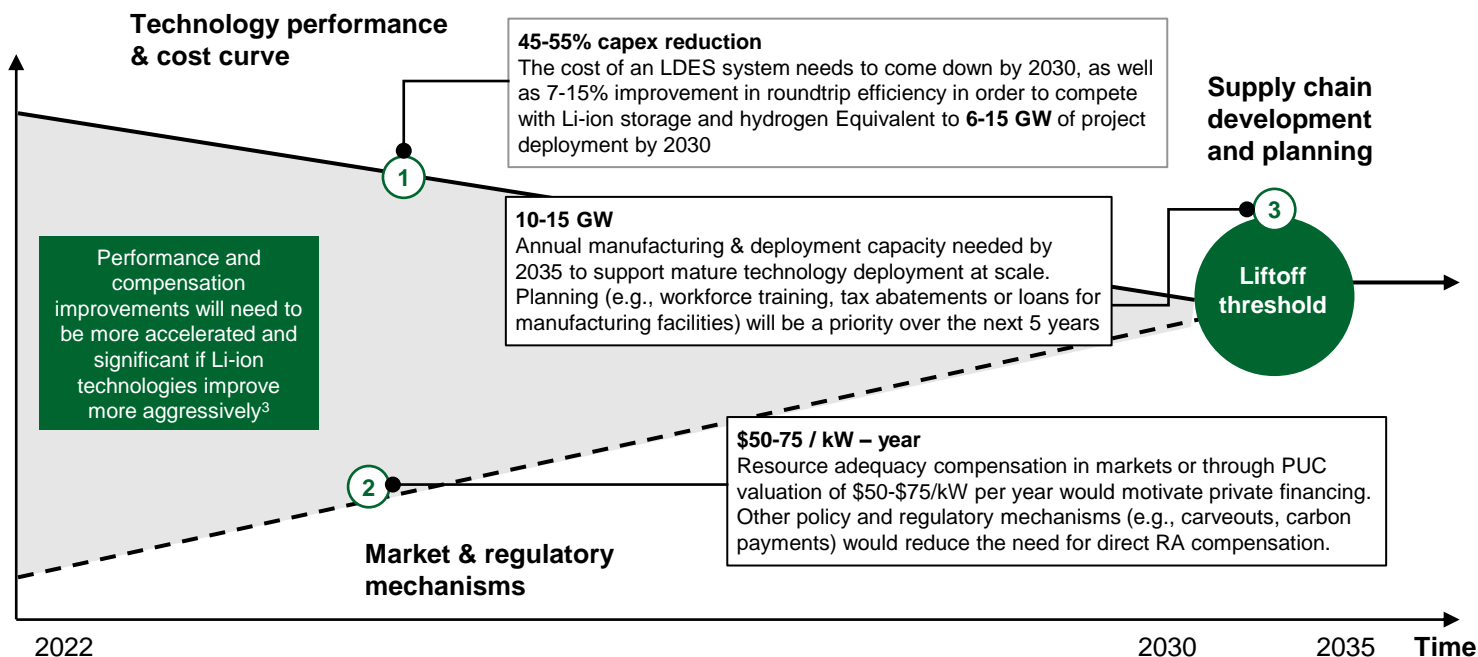 Technology performance
& cost curve
45-55% capex reduction
The cost of an LDES system needs to come down by 2030, as well
as 7-15% improvement in roundtrip efficiency in order to compete
with Li-ion storage and hydrogen Equivalent to 6-15 GW of project
deployment by 2030
Supply chain
development
and planning
1
3
10-15 GW
Annual manufacturing & deployment capacity needed by
2035 to support mature technology deployment at scale.
Planning (e.g., workforce training, tax abatements or loans for
manufacturing facilities) will be a priority over the next 5 years
Liftoff
threshold
Performance and
compensation
improvements will need to
be more accelerated and
significant if Li-ion
technologies improve
more aggressively³
2
$50-75 / kW – year
Resource adequacy compensation in markets or through PUC
valuation of $50-$75/kW per year would motivate private financing.
Other policy and regulatory mechanisms (e.g., carveouts, carbon
payments) would reduce the need for direct RA compensation.
Market & regulatory
mechanisms
2022
2030
2035
Time